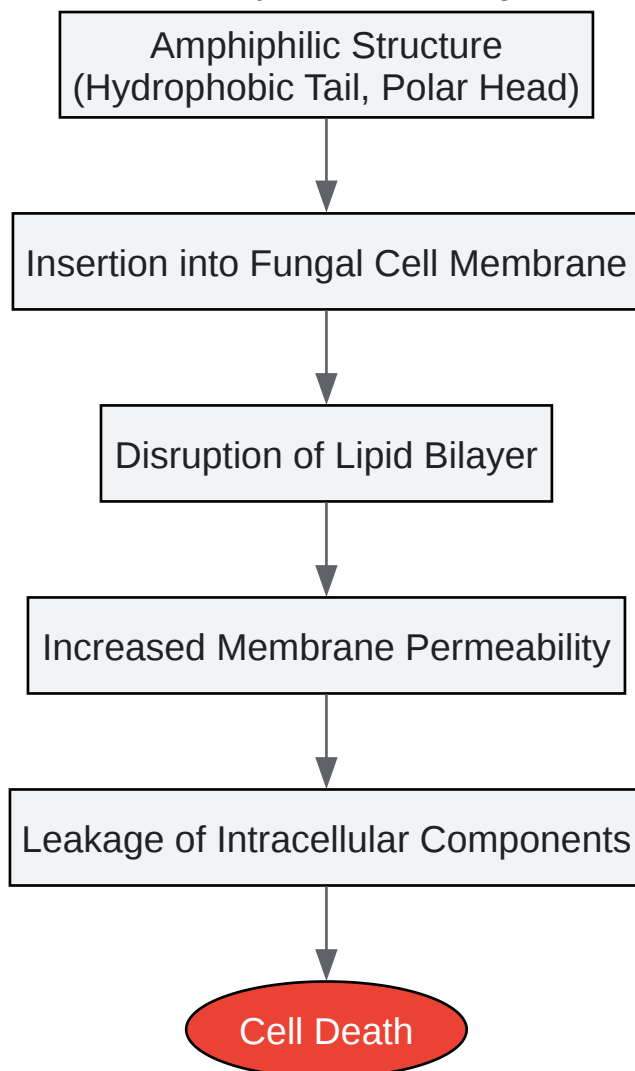 Amphiphilic Structure
(Hydrophobic Tail, Polar Head)
Insertion into Fungal Cell Membrane
Disruption of Lipid Bilayer
Increased Membrane Permeability
Leakage of Intracellular Components
Cell Death